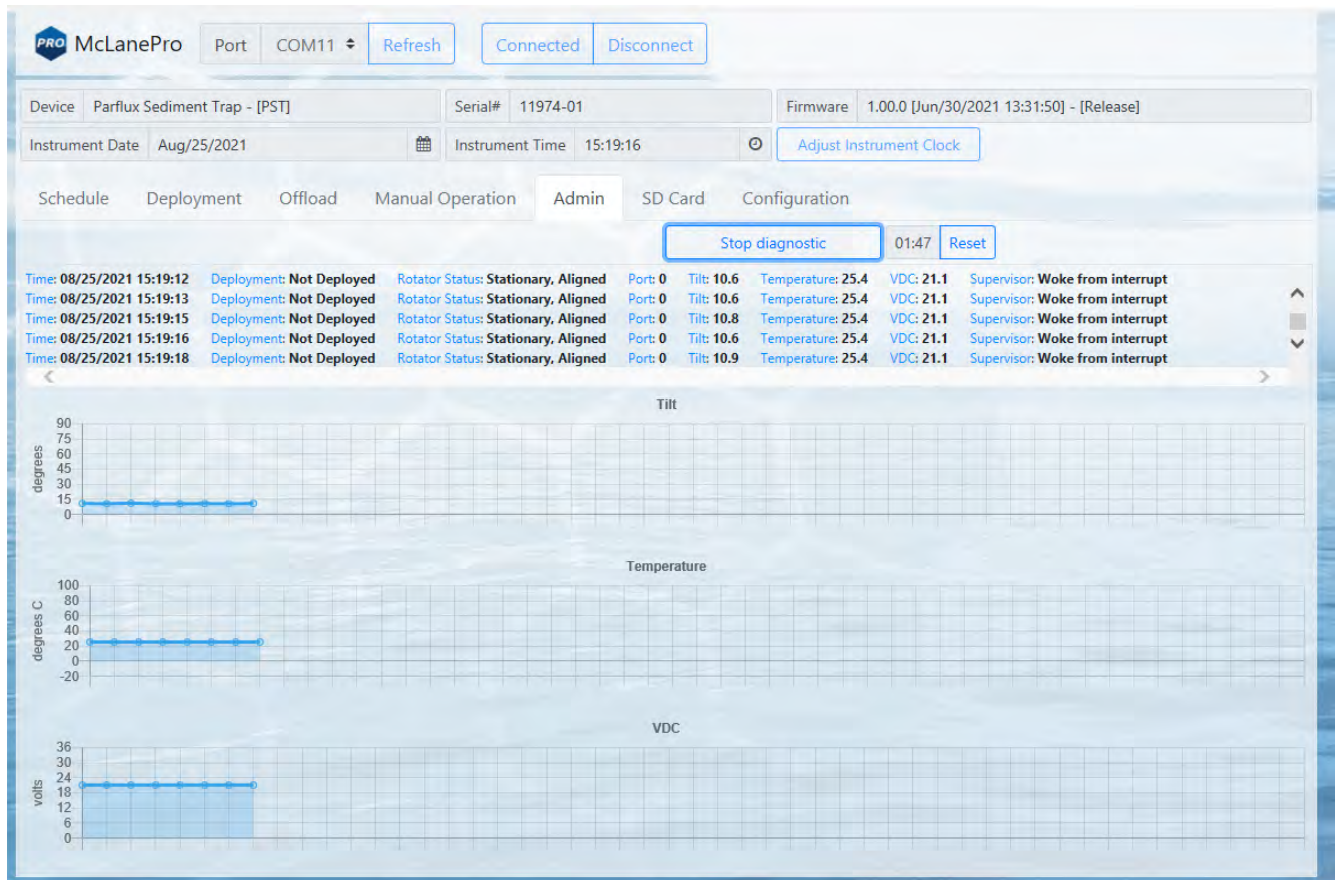 PRO McLanePro Port COM11 Refresh Connected Disconnect
Device Parflux Sediment Trap - [PST] Serial# 11974-01 Firmware 1.00.0 [Jun/30/2021 13:31:50] - [Release]
Instrument Date Aug/25/2021 Instrument Time 15:19:16 Adjust Instrument Clock
Schedule Deployment Offload Manual Operation Admin SD Card Configuration
Stop diagnostic 01:47 Reset
Time: 08/25/2021 15:19:12 Deployment: Not Deployed Rotator Status: Stationary, Aligned Port: 0 Tilt: 10.6 Temperature: 25.4 VDC: 21.1 Supervisor: Woke from interrupt
Time: 08/25/2021 15:19:13 Deployment: Not Deployed Rotator Status: Stationary, Aligned Port: 0 Tilt: 10.6 Temperature: 25.4 VDC: 21.1 Supervisor: Woke from interrupt
Time: 08/25/2021 15:19:15 Deployment: Not Deployed Rotator Status: Stationary, Aligned Port: 0 Tilt: 10.8 Temperature: 25.4 VDC: 21.1 Supervisor: Woke from interrupt
Time: 08/25/2021 15:19:16 Deployment: Not Deployed Rotator Status: Stationary, Aligned Port: 0 Tilt: 10.6 Temperature: 25.4 VDC: 21.1 Supervisor: Woke from interrupt
Time: 08/25/2021 15:19:18 Deployment: Not Deployed Rotator Status: Stationary, Aligned Port: 0 Tilt: 10.9 Temperature: 25.4 VDC: 21.1 Supervisor: Woke from interrupt
Tilt
degrees
90
75
60
45
30
15
0
Temperature
degrees C
100
80
60
40
20
0
-20
VDC
volts
36
30
24
18
12
6
0